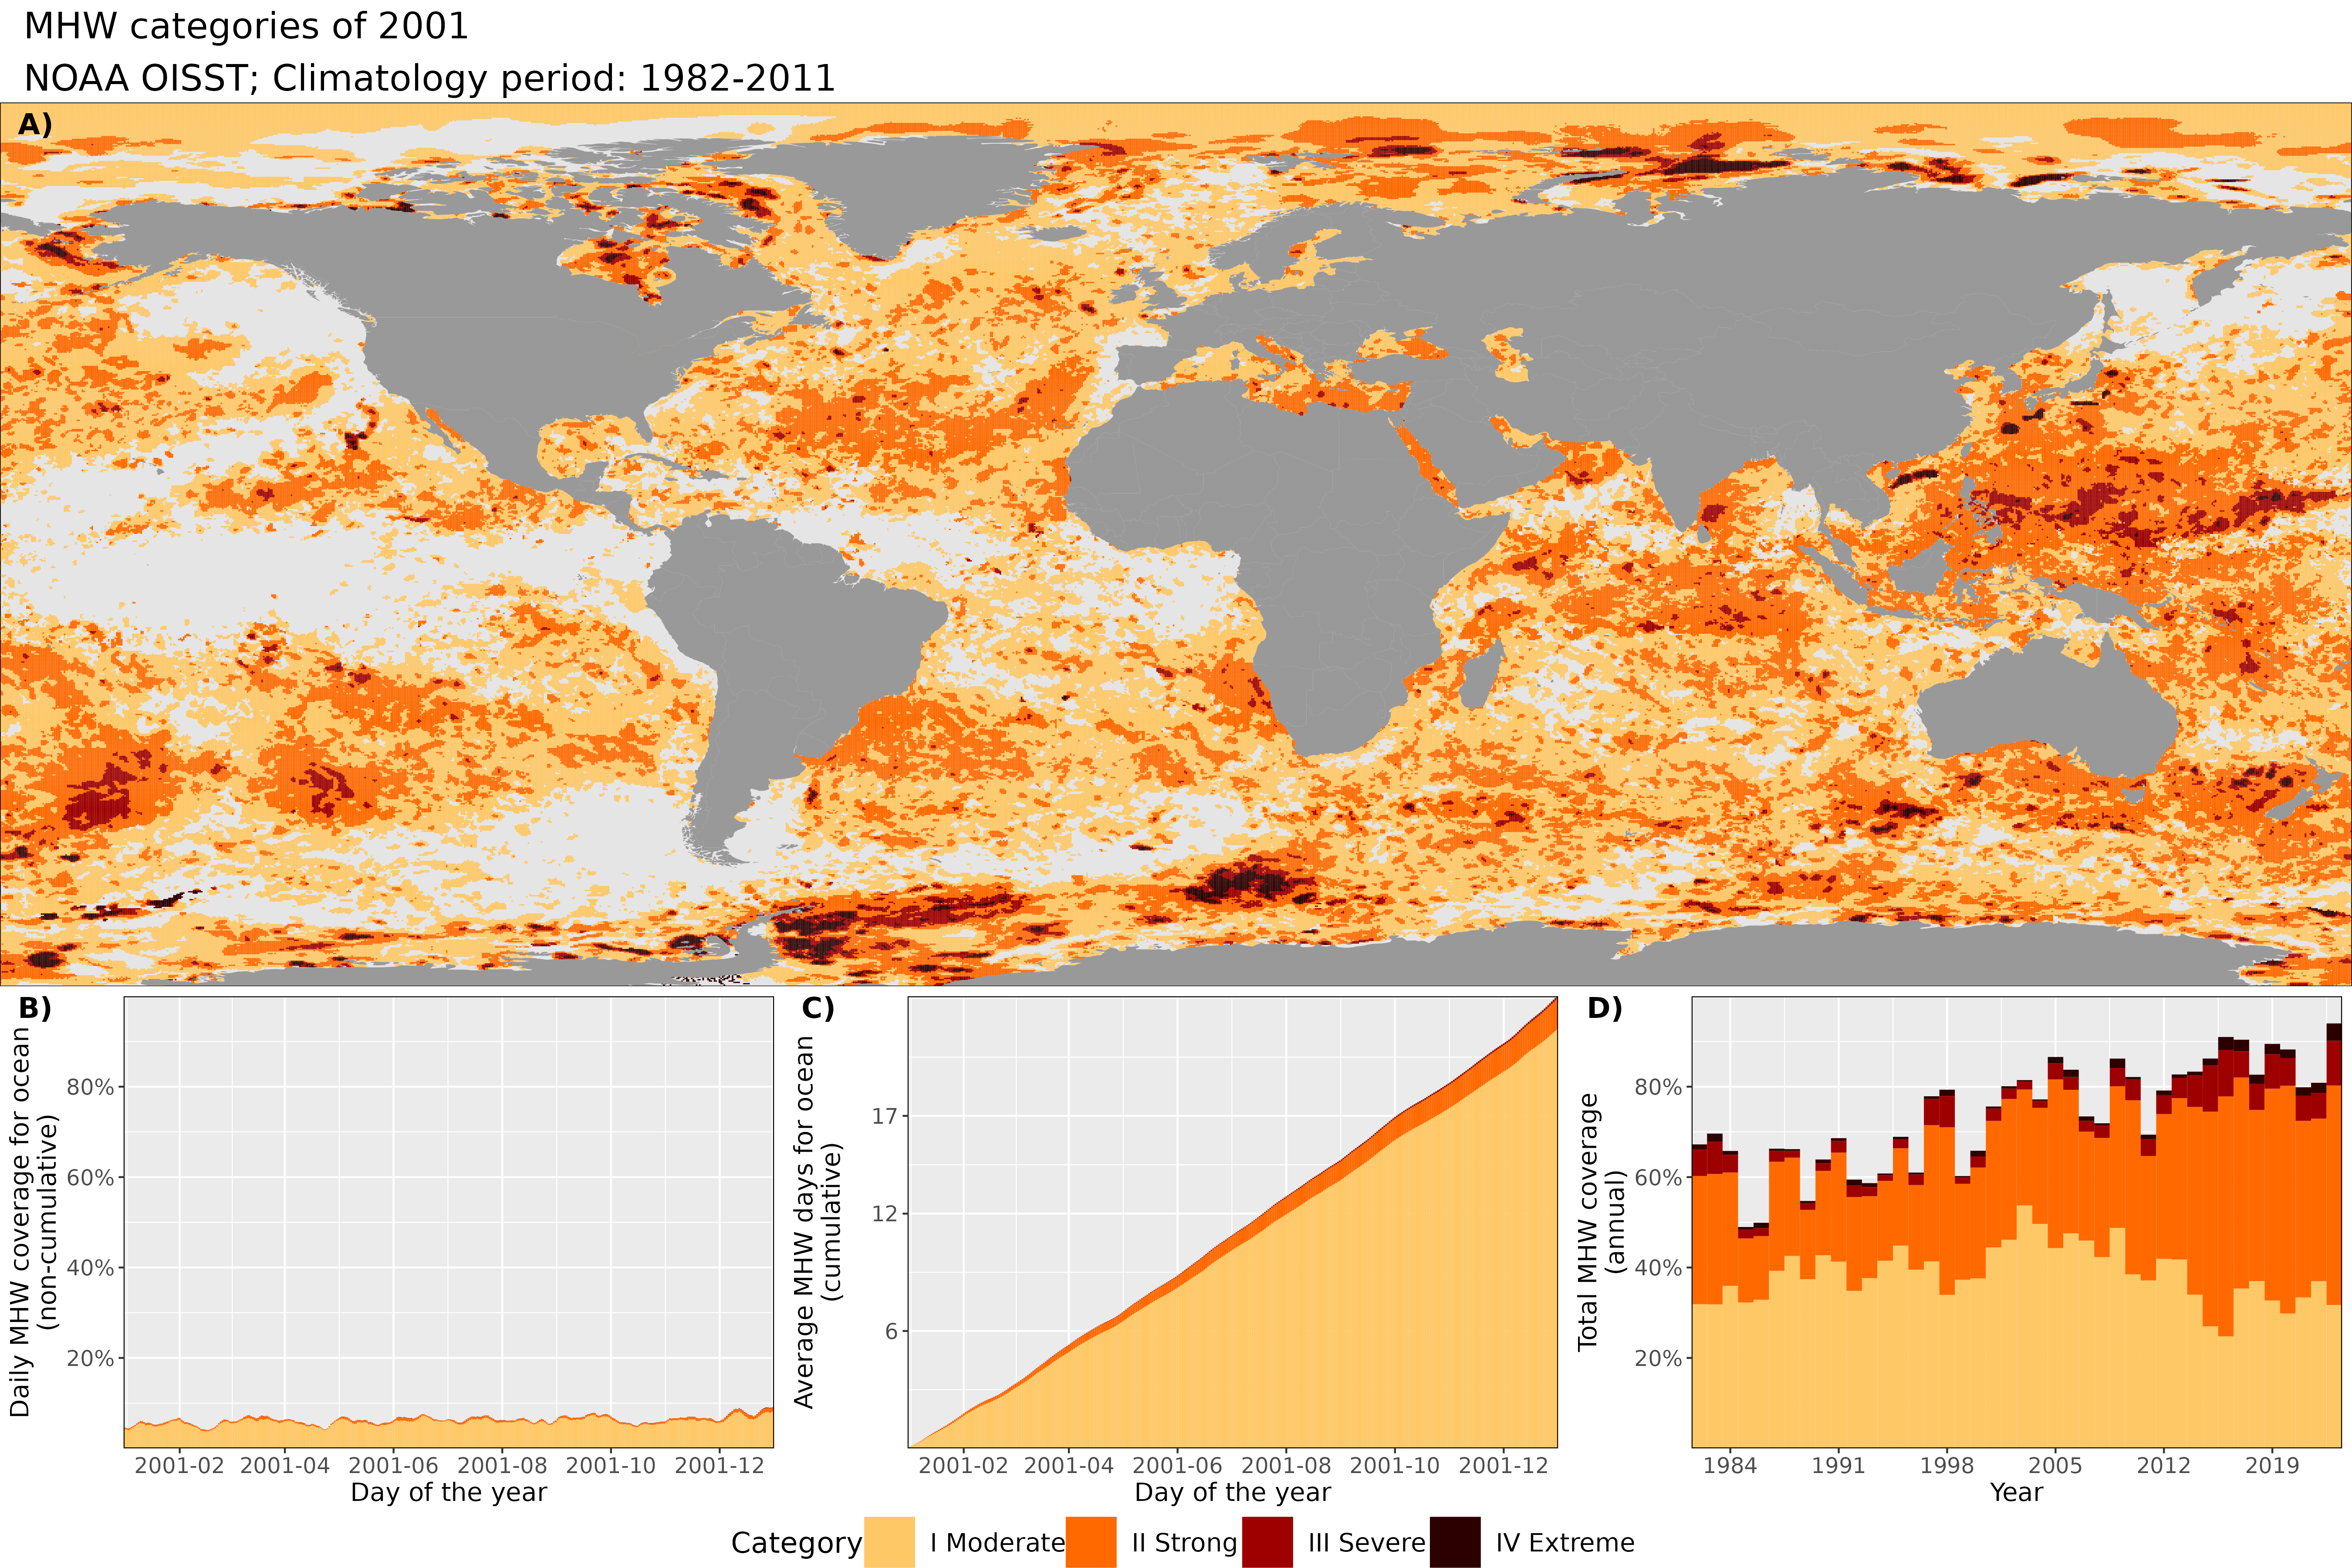 MHW categories of 2001
NOAA OISST; Climatology period: 1982-2011
A)
B)
Daily MHW coverage for ocean
(non-cumulative)
80%
60%
40%
20%
2001-02 2001-04 2001-06 2001-08 2001-10 2001-12
Day of the year
C)
Average MHW days for ocean
(cumulative)
17
12
6
2001-02 2001-04 2001-06 2001-08 2001-10 2001-12
Day of the year
D)
Total MHW coverage
(annual)
80%
60%
40%
20%
1984 1991 1998 2005 2012 2019
Year
Category I Moderate II Strong III Severe IV Extreme